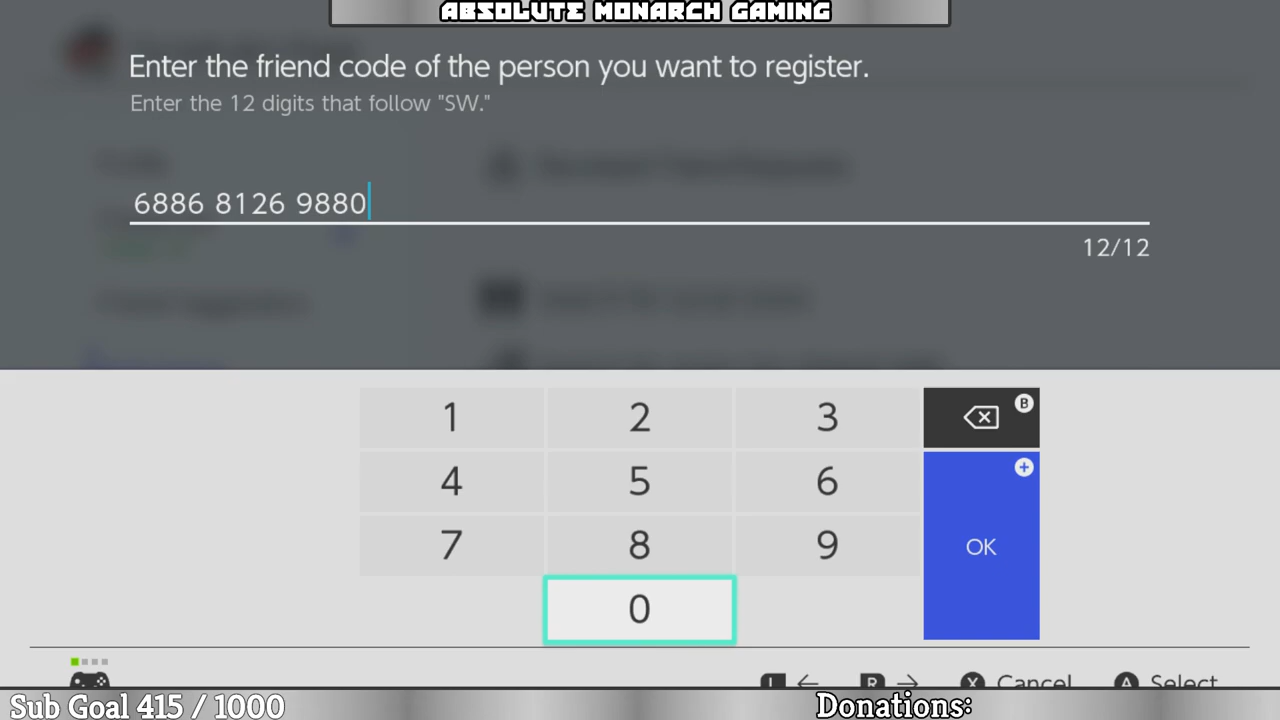 ABSOLUTE MONARCH GAMING
Enter the friend code of the person you want to register.
Enter the 12 digits that follow "SW."
6886 8126 9880
12/12
1 2 3 B
4 5 6 +
7 8 9 OK
0
L ← R → X Cancel A Select
Sub Goal 415 / 1000 Donations: